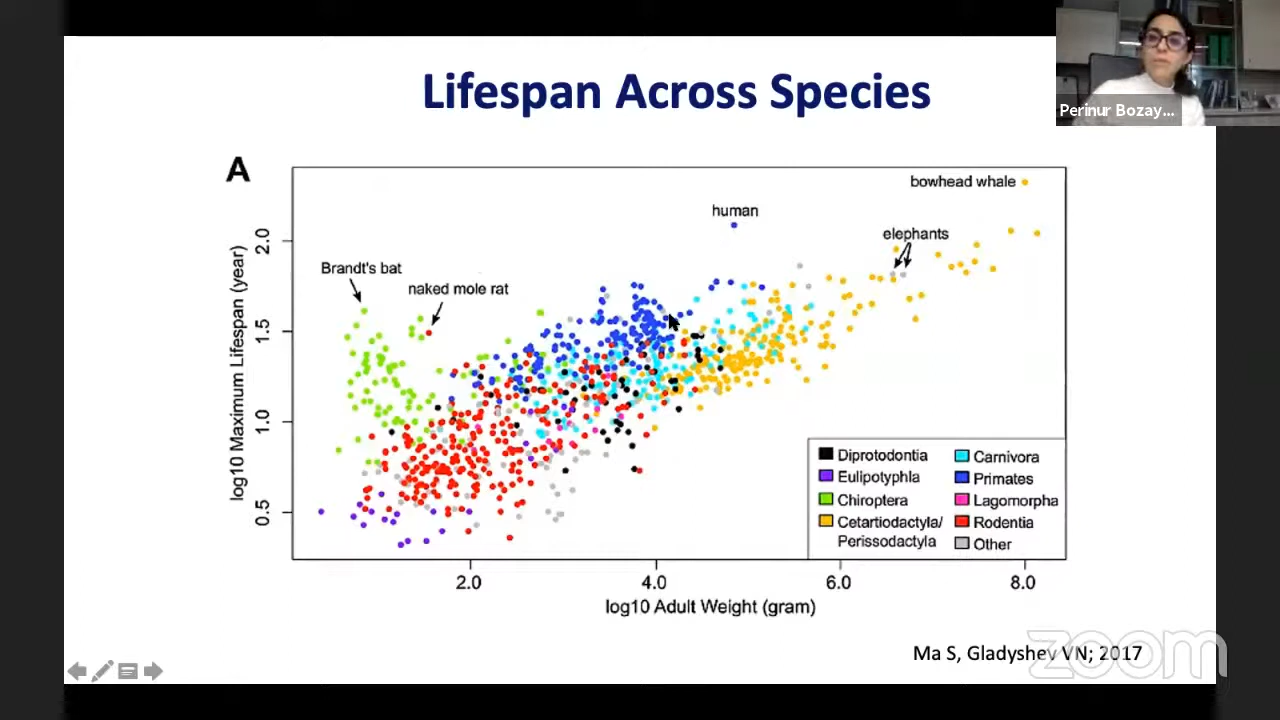 Lifespan Across Species
Perinur Bozay...
A
bowhead whale
human
elephants
Brandt's bat
naked mole rat
log10 Maximum Lifespan (year)
2.0
1.5
1.0
0.5
Diprotodontia
Eulipotyphla
Chiroptera
Cetartiodactyla/
Perissodactyla
Carnivora
Primates
Lagomorpha
Rodentia
Other
2.0 4.0 6.0 8.0
log10 Adult Weight (gram)
Ma S, Gladyshev VN; 2017
zoom